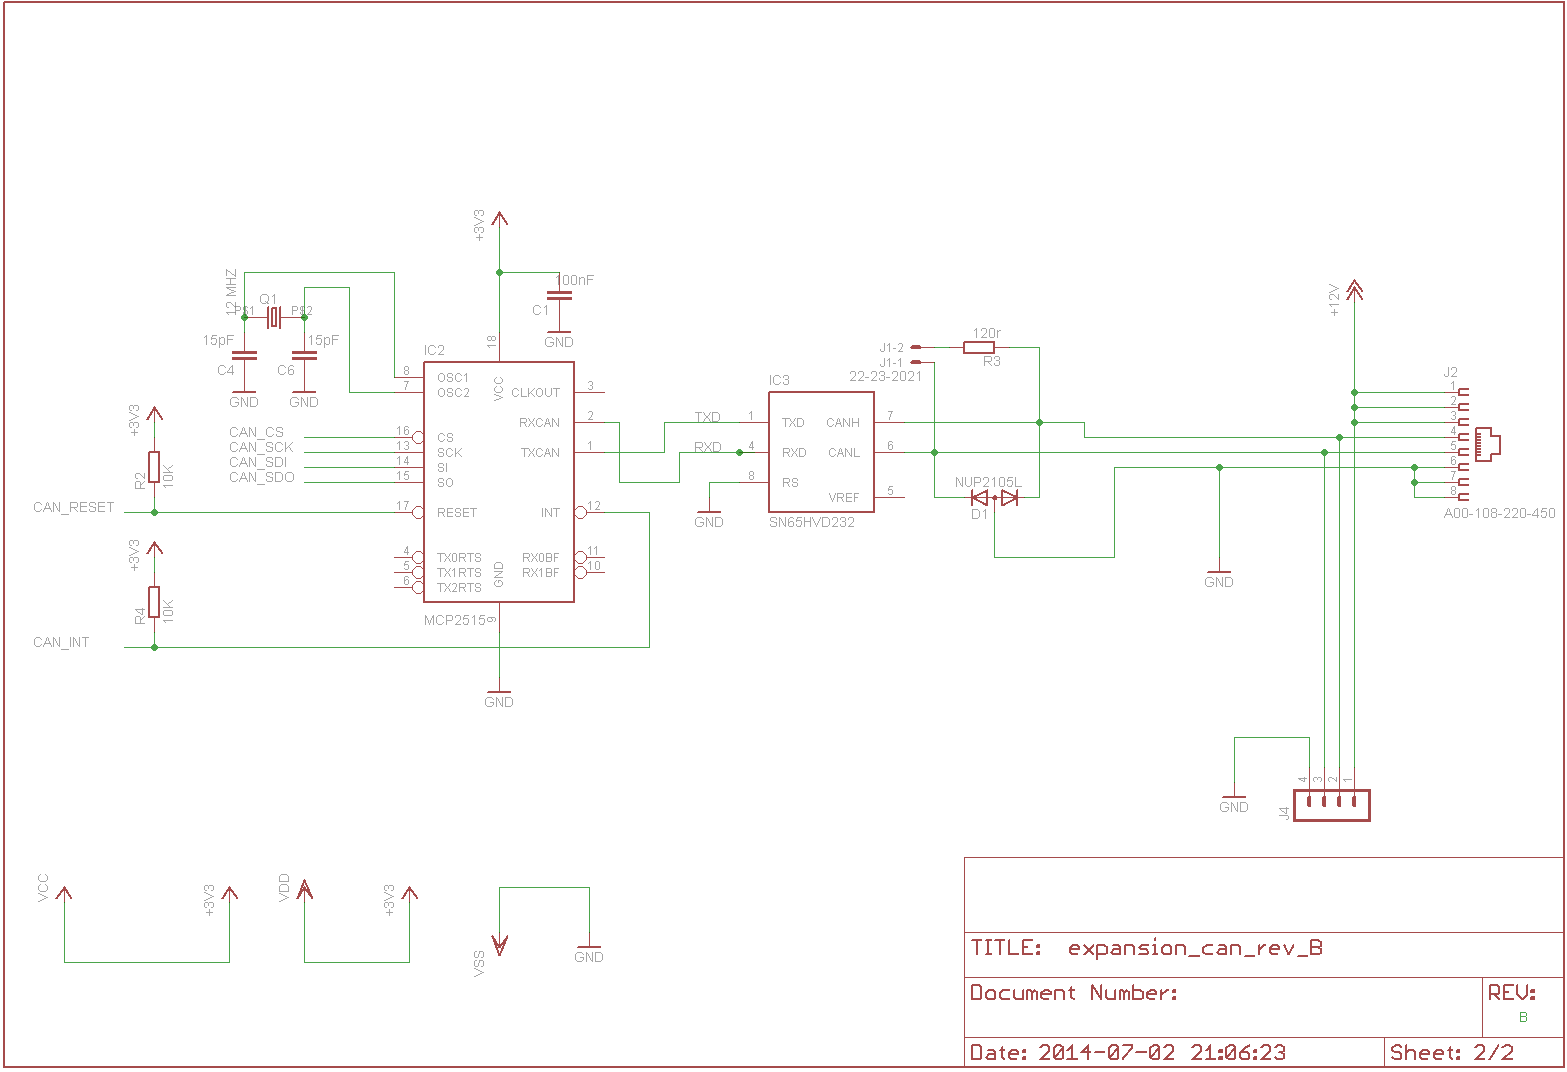 +3V3
12 MHZ
Q1
PS1
PS2
100nF
C1
GND
15pF
15pF
C4
C6
GND
GND
18
IC2
8
OSC1
7
OSC2
VCC
CLKOUT
3
RXCAN
2
TXCAN
1
CAN_CS
16
CS
CAN_SCK
13
SCK
CAN_SDI
14
SI
CAN_SDO
15
SO
+3V3
R2
10K
CAN_RESET
17
RESET
INT
12
+3V3
R4
10K
CAN_INT
4
TX0RTS
5
TX1RTS
6
TX2RTS
GND
RX0BF
11
RX1BF
10
MCP2515
9
GND
IC3
TXD
1
TXD
CANH
7
RXD
4
RXD
CANL
6
8
RS
VREF
5
GND
SN65HVD232
J1-2
J1-1
22-23-2021
120r
R3
NUP2105L
D1
GND
+12V
J2
1
2
3
4
5
6
7
8
A00-108-220-450
GND
4
3
2
1
J4
VCC
+3V3
VDD
+3V3
VSS
GND
TITLE: expansion_can_rev_B
Document Number:
REV:
B
Date: 2014-07-02 21:06:23
Sheet: 2/2